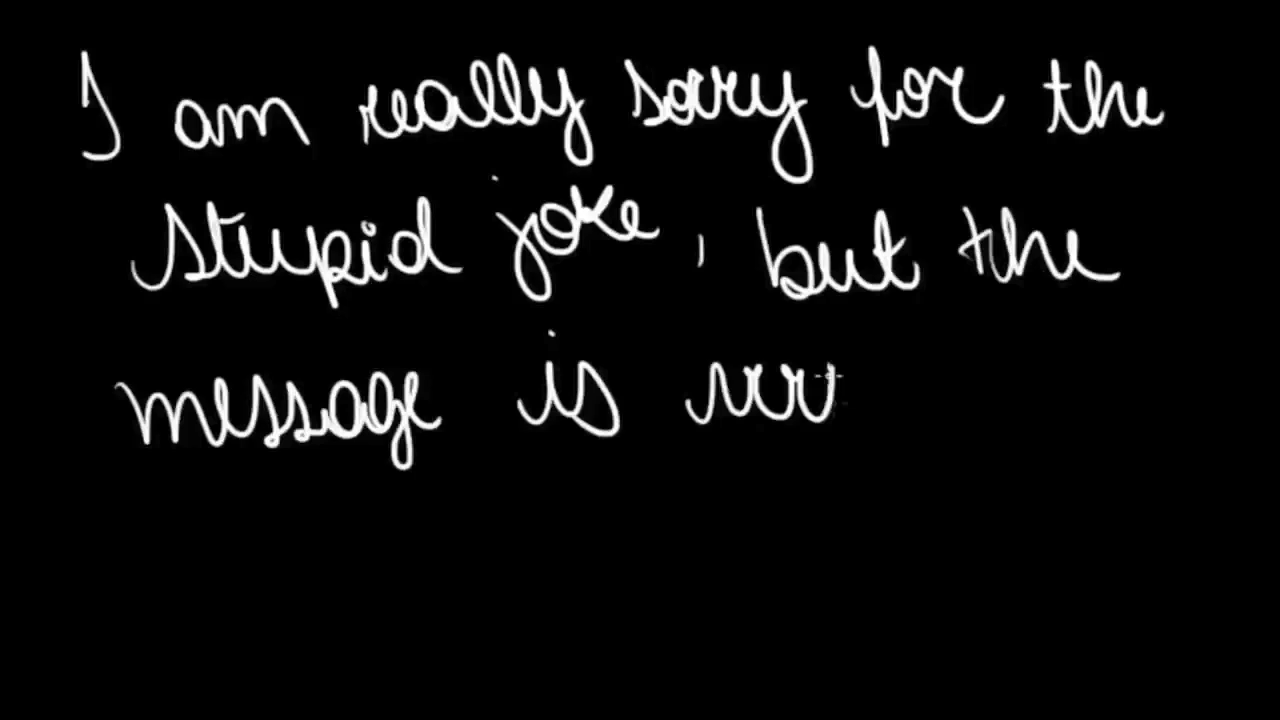 I am really sorry for the
stupid joke, but the
message is